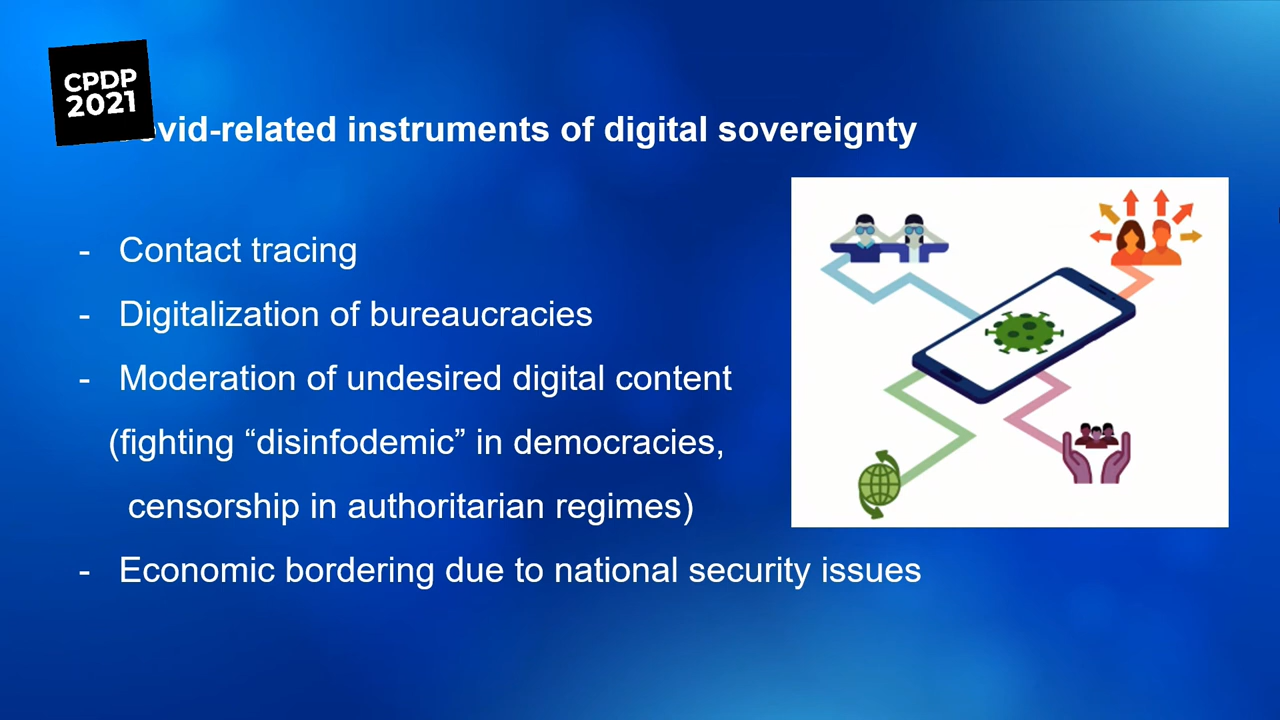 CPDP
2021
ovid-related instruments of digital sovereignty
- Contact tracing
- Digitalization of bureaucracies
- Moderation of undesired digital content
(fighting “disinfodemic” in democracies,
censorship in authoritarian regimes)
- Economic bordering due to national security issues